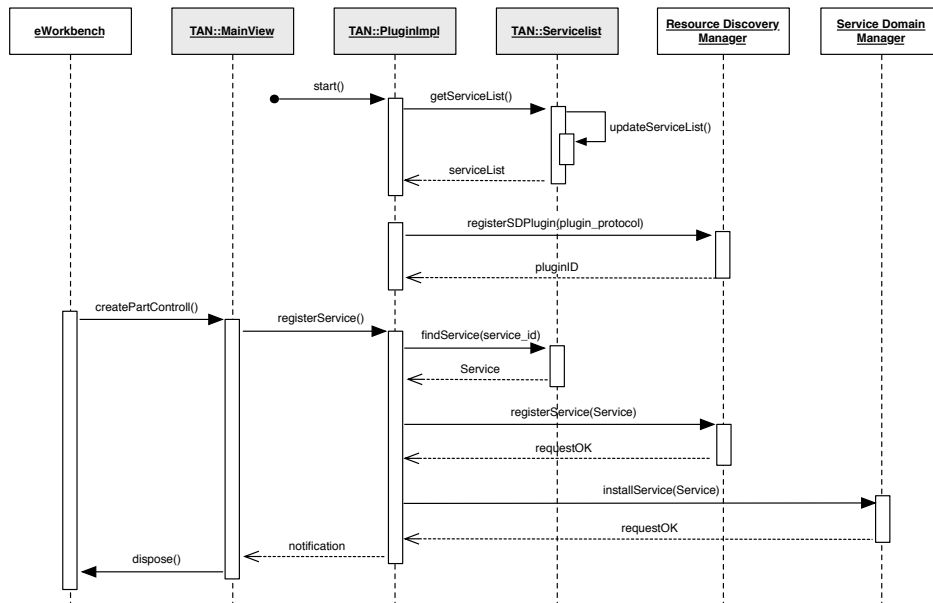 eWorkbench
TAN::MainView
TAN::PluginImpl
TAN::Servicelist
Resource Discovery
Manager
Service Domain
Manager
start()
getServiceList()
updateServiceList()
serviceList
registerSDPlugin(plugin_protocol)
pluginID
createPartControll()
registerService()
findService(service_id)
Service
registerService(Service)
requestOK
installService(Service)
requestOK
notification
dispose()